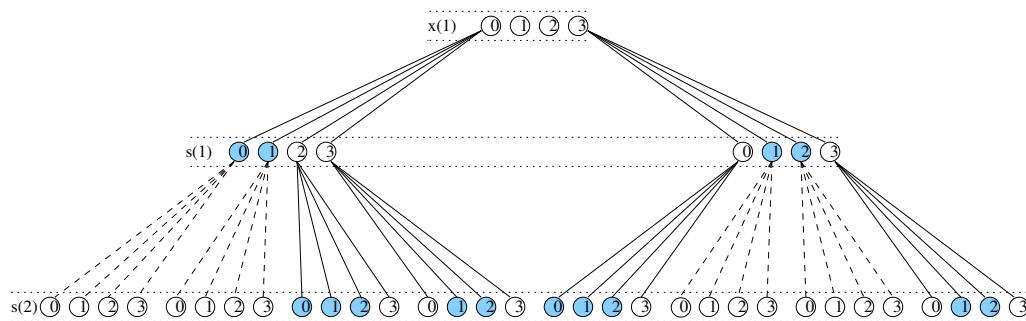 x(1) 0 1 2 3
s(1) 0 1 2 3 0 1 2 3
s(2) 0 1 2 3 0 1 2 3 0 1 2 3 0 1 2 3 0 1 2 3 0 1 2 3 0 1 2 3 0 1 2 3